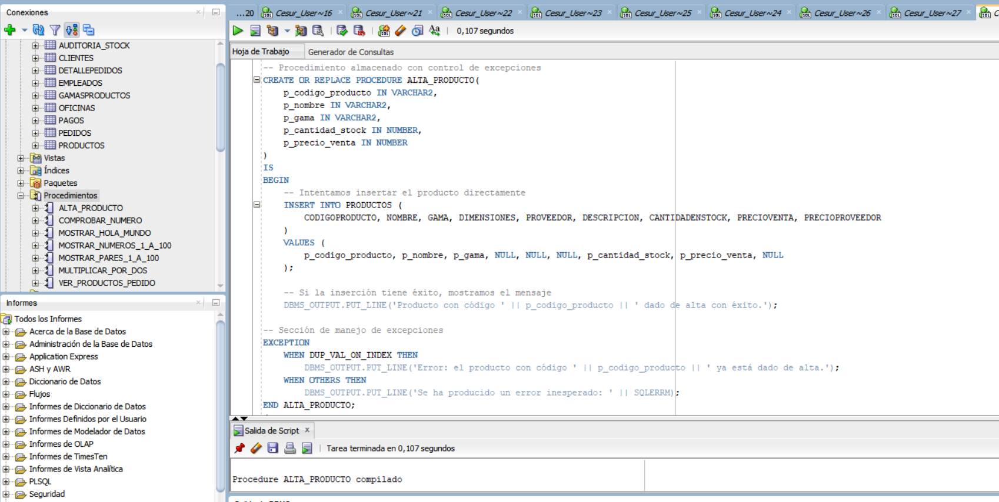 Conexiones
AUDITORIA_STOCK
CLIENTES
DETALLEPEDIDOS
EMPLEADOS
GAMASPRODUCTOS
OFICINAS
PAGOS
PEDIDOS
PRODUCTOS
Vistas
Índices
Paquetes
Procedimientos
ALTA_PRODUCTO
COMPROBAR_NUMERO
MOSTRAR_HOLA_MUNDO
MOSTRAR_NUMEROS_1_A_100
MOSTRAR_PARES_1_A_100
MULTIPLICAR_POR_DOS
VER_PRODUCTOS_PEDIDO
Informes
Todos los Informes
Acerca de la Base de Datos
Administración de la Base de Datos
Application Express
ASH y AWR
Diccionario de Datos
Flujos
Informes de Diccionario de Datos
Informes Definidos por el Usuario
Informes de Modelador de Datos
Informes de OLAP
Informes de TimesTen
Informes de Vista Analítica
PLSQL
Seguridad
...20 Cesur_User~16 Cesur_User~21 Cesur_User~22 Cesur_User~23 Cesur_User~25 Cesur_User~24 Cesur_User~26 Cesur_User~27
0,107 segundos
Hoja de Trabajo Generador de Consultas
-- Procedimiento almacenado con control de excepciones
CREATE OR REPLACE PROCEDURE ALTA_PRODUCTO(
p_codigo_producto IN VARCHAR2,
p_nombre IN VARCHAR2,
p_gama IN VARCHAR2,
p_cantidad_stock IN NUMBER,
p_precio_venta IN NUMBER
)
IS
BEGIN
-- Intentamos insertar el producto directamente
INSERT INTO PRODUCTOS (
CODIGOPRODUCTO, NOMBRE, GAMA, DIMENSIONES, PROVEEDOR, DESCRIPCION, CANTIDADENSTOCK, PRECIOVENTA, PRECIOPROVEEDOR
)
VALUES (
p_codigo_producto, p_nombre, p_gama, NULL, NULL, NULL, p_cantidad_stock, p_precio_venta, NULL
);
-- Si la inserción tiene éxito, mostramos el mensaje
DBMS_OUTPUT.PUT_LINE('Producto con código ' || p_codigo_producto || ' dado de alta con éxito.');
-- Sección de manejo de excepciones
EXCEPTION
WHEN DUP_VAL_ON_INDEX THEN
DBMS_OUTPUT.PUT_LINE('Error: el producto con código ' || p_codigo_producto || ' ya está dado de alta.');
WHEN OTHERS THEN
DBMS_OUTPUT.PUT_LINE('Se ha producido un error inesperado: ' || SQLERRM);
END ALTA_PRODUCTO;
Salida de Script
Tarea terminada en 0,107 segundos
Procedure ALTA_PRODUCTO compilado